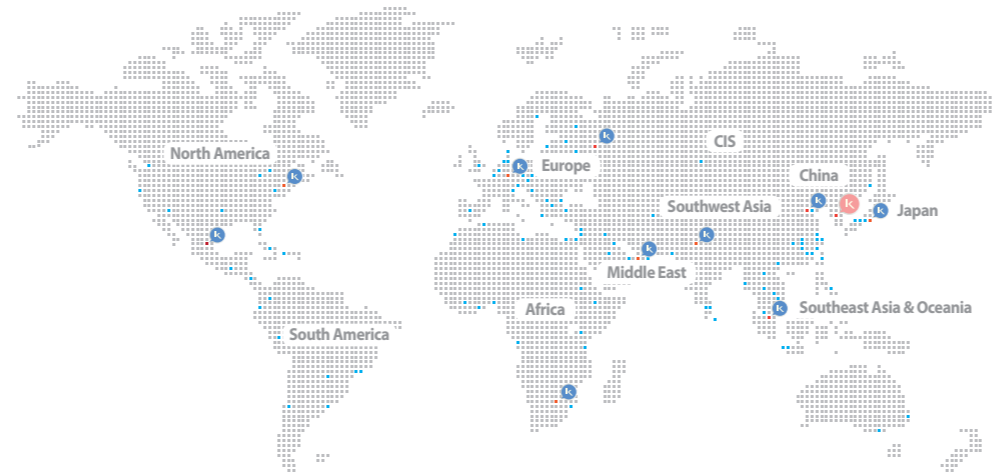 CIS
North America
Europe
China
Southwest Asia
Japan
Middle East
Africa
Southeast Asia & Oceania
South America
k
k
k
k
k
k
k
k
k
k
k